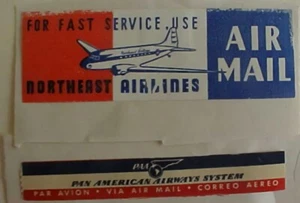 FOR FAST SERVICE, USE
AIR
MAIL
NORTHEAST AIRLINES
PAA
PAN AMERICAN AIRWAYS SYSTEM
PAR AVION • VIA AIR MAIL • CORREO AEREO